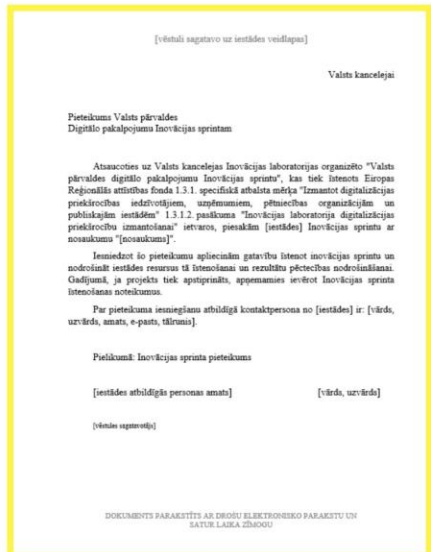 [vēstuli sagatavo uz iestādes veidlapas]
Valsts kancelejai
Pieteikums Valsts pārvaldes
Digitālo pakalpojumu Inovācijas sprintam
Atsaucoties uz Valsts kancelejas Inovācijas laboratorijas organizēto "Valsts
pārvaldes digitālo pakalpojumu Inovācijas sprintu", kas tiek īstenots Eiropas
Reģionālās attīstības fonda 1.3.1. specifiskā atbalsta mērķa "Izmantot digitalizācijas
priekšrocības iedzīvotājiem, uzņēmumiem, pētniecības organizācijām un
publiskajām iestādēm" 1.3.1.2. pasākuma "Inovācijas laboratorija digitalizācijas
priekšrocību izmantošanai" ietvaros, piesakām [iestādes] Inovācijas sprintu ar
nosaukumu "[nosaukums]".
Iesniedzot šo pieteikumu apliecinām gatavību īstenot inovācijas sprintu un
nodrošināt iestādes resursus tā īstenošanai un rezultātu pēctecības nodrošināšanai.
Gadījumā, ja projekts tiek apstiprināts, apņemamies ievērot Inovācijas sprinta
īstenošanas noteikumus.
Par pieteikuma iesniegšanu atbildīgā kontaktpersona no [iestādes] ir: [vārds,
uzvārds, amats, e-pasts, tālrunis].
Pielikumā: Inovācijas sprinta pieteikums
[iestādes atbildīgās personas amats] [vārds, uzvārds]
[vēstules sagatavotājs]
DOKUMENTS PARAKSTĪTS AR DROŠU ELEKTRONISKO PARAKSTU UN
SATUR LAIKA ZĪMOGU